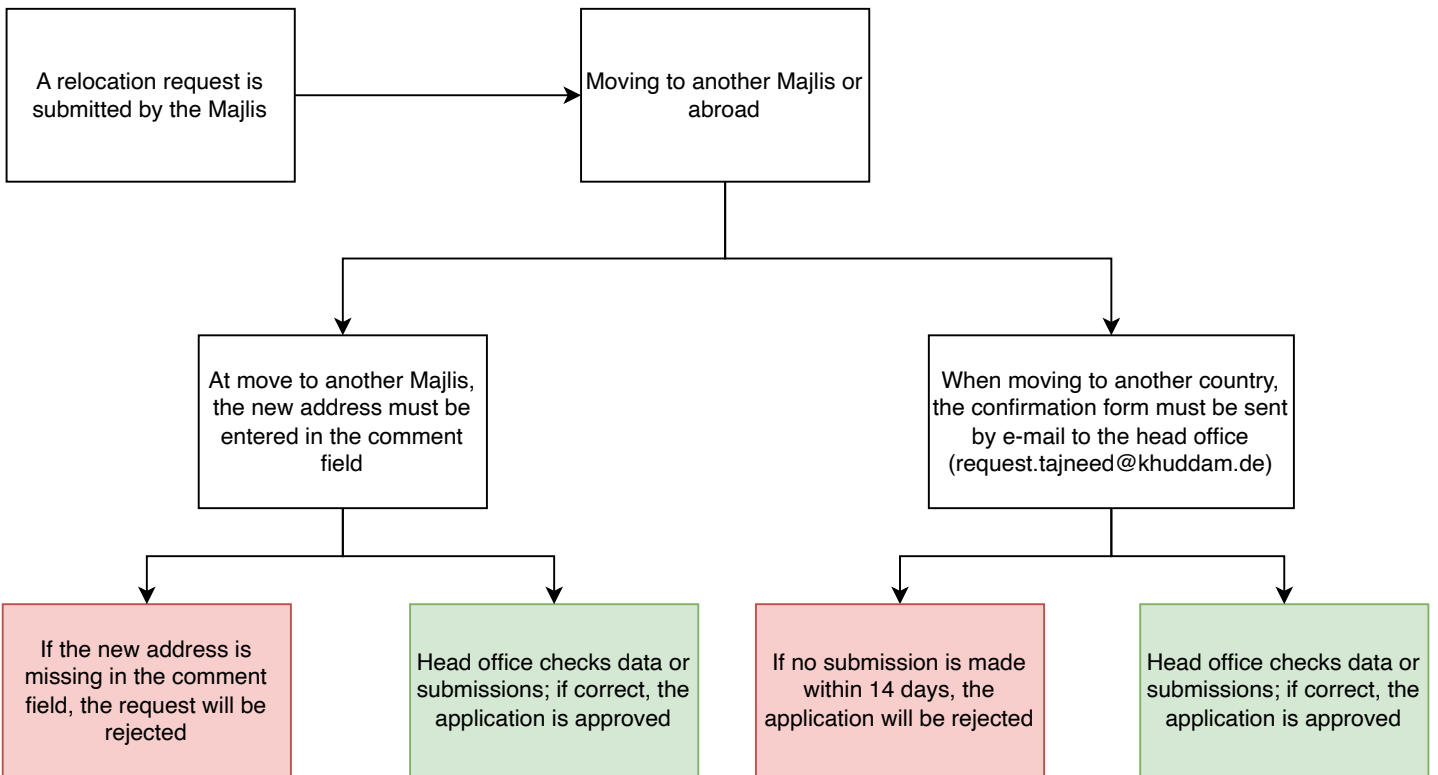 A relocation request is
submitted by the Majlis
Moving to another Majlis or
abroad
At move to another Majlis,
the new address must be
entered in the comment
field
When moving to another country,
the confirmation form must be sent
by e-mail to the head office
(request.tajneed@khuddam.de)
If the new address is
missing in the comment
field, the request will be
rejected
Head office checks data or
submissions; if correct, the
application is approved
If no submission is made
within 14 days, the
application will be rejected
Head office checks data or
submissions; if correct, the
application is approved